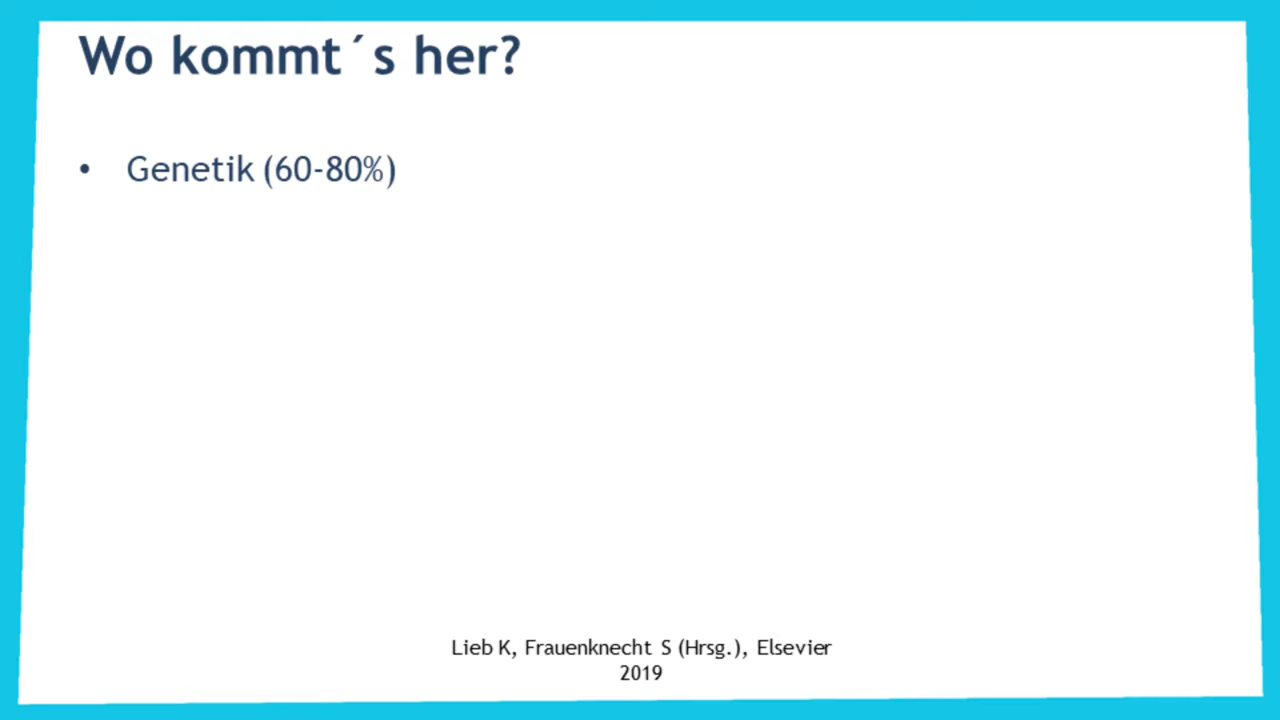 Wo kommt´s her?
• Genetik (60-80%)
Lieb K, Frauenknecht S (Hrsg.), Elsevier
2019